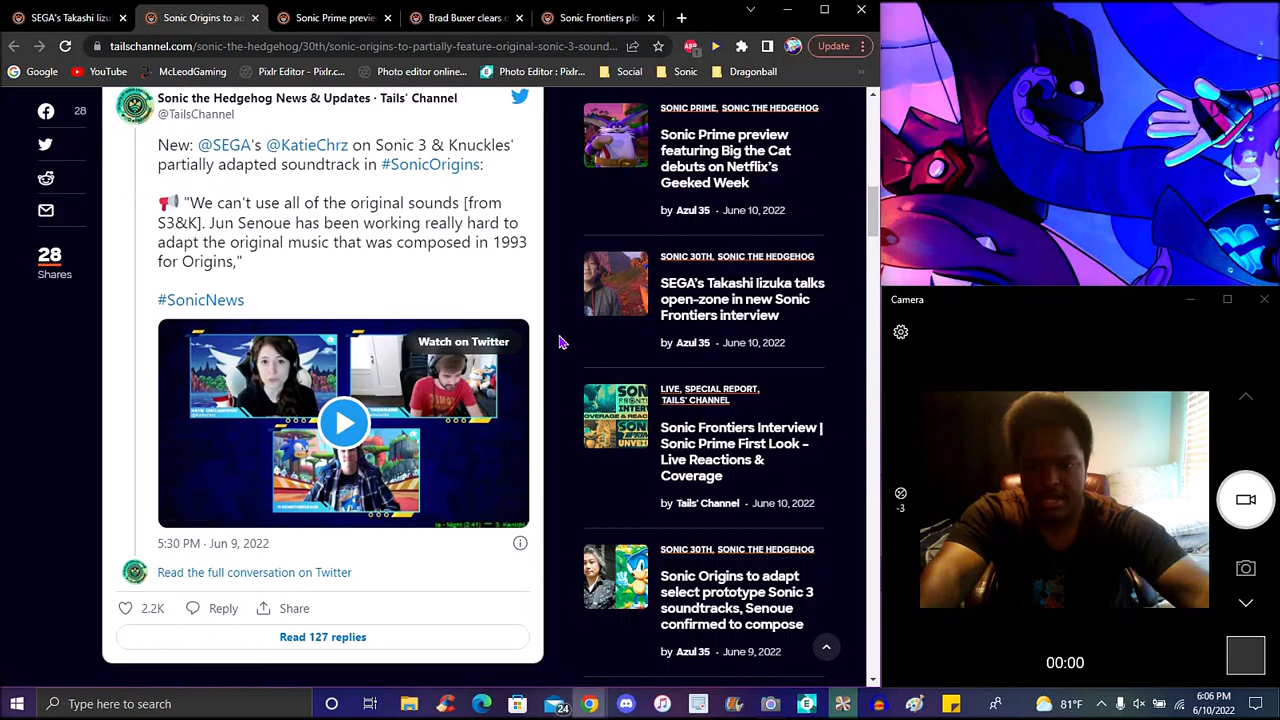 SEGA's Takashi Iizu
Sonic Origins to ad
Sonic Prime previe
Brad Buxer clears o
Sonic Frontiers plo
tailschannel.com/sonic-the-hedgehog/30th/sonic-origins-to-partially-feature-original-sonic-3-soun...
Update
Google
YouTube
McLeodGaming
Pixlr Editor - Pixlr.c...
Photo editor online...
Photo Editor : Pixlr...
Social
Sonic
Dragonball
28
28
Shares
Sonic the Hedgehog News & Updates · Tails' Channel
@TailsChannel
New: @SEGA's @KatieChrz on Sonic 3 & Knuckles'
partially adapted soundtrack in #SonicOrigins:
"We can't use all of the original sounds [from
S3&K]. Jun Senoue has been working really hard to
adapt the original music that was composed in 1993
for Origins,"
#SonicNews
Watch on Twitter
5:30 PM · Jun 9, 2022
Read the full conversation on Twitter
2.2K
Reply
Share
Read 127 replies
SONIC PRIME, SONIC THE HEDGEHOG
Sonic Prime preview
featuring Big the Cat
debuts on Netflix's
Geeked Week
by Azul 35 · June 10, 2022
SONIC 30TH, SONIC THE HEDGEHOG
SEGA's Takashi Iizuka talks
open-zone in new Sonic
Frontiers interview
by Azul 35 · June 10, 2022
LIVE, SPECIAL REPORT,
TAILS' CHANNEL
Sonic Frontiers Interview |
Sonic Prime First Look –
Live Reactions &
Coverage
by Tails' Channel · June 10, 2022
SONIC 30TH, SONIC THE HEDGEHOG
Sonic Origins to adapt
select prototype Sonic 3
soundtracks, Senoue
confirmed to compose
by Azul 35 · June 9, 2022
Camera
-3
00:00
Type here to search
24
81°F
6:06 PM
6/10/2022